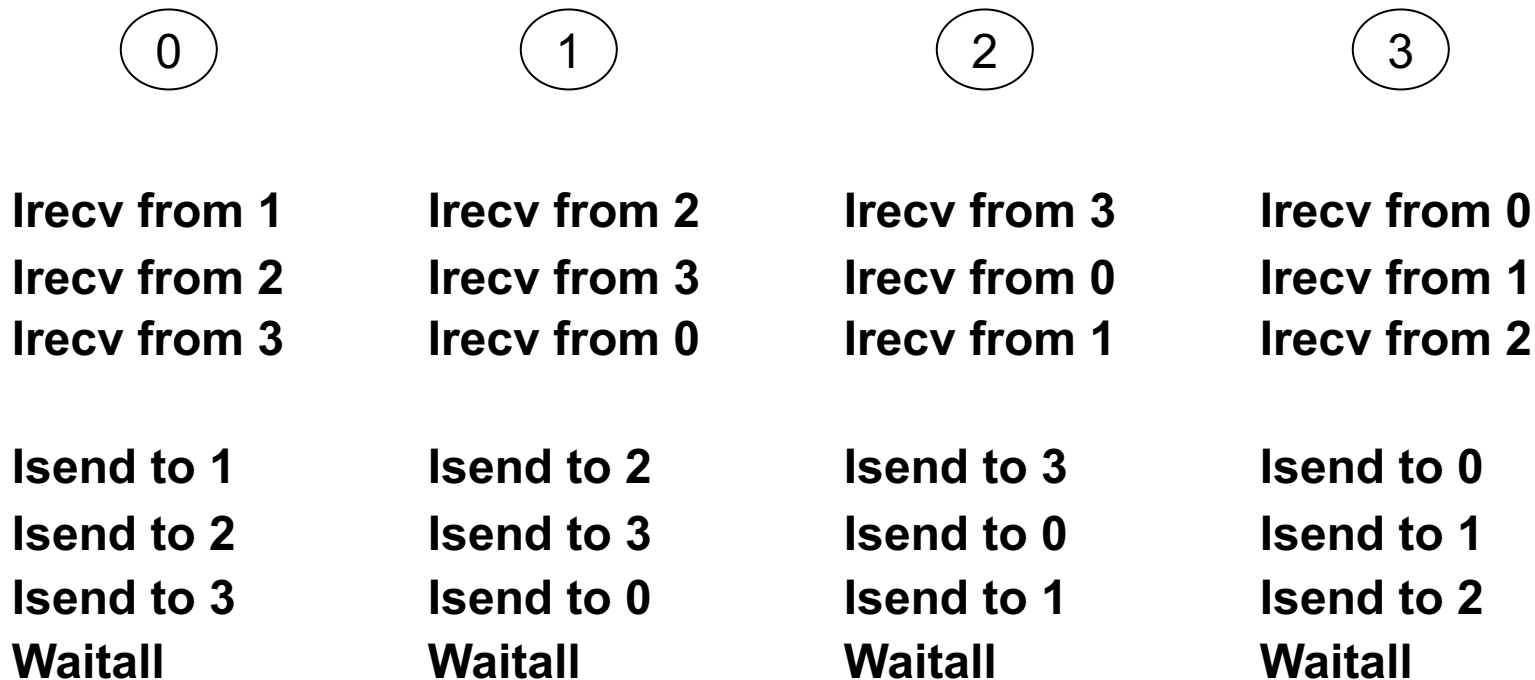 0 1 2 3
Irecv from 1 Irecv from 2 Irecv from 3 Irecv from 0
Irecv from 2 Irecv from 3 Irecv from 0 Irecv from 1
Irecv from 3 Irecv from 0 Irecv from 1 Irecv from 2
Isend to 1 Isend to 2 Isend to 3 Isend to 0
Isend to 2 Isend to 3 Isend to 0 Isend to 1
Isend to 3 Isend to 0 Isend to 1 Isend to 2
Waitall Waitall Waitall Waitall